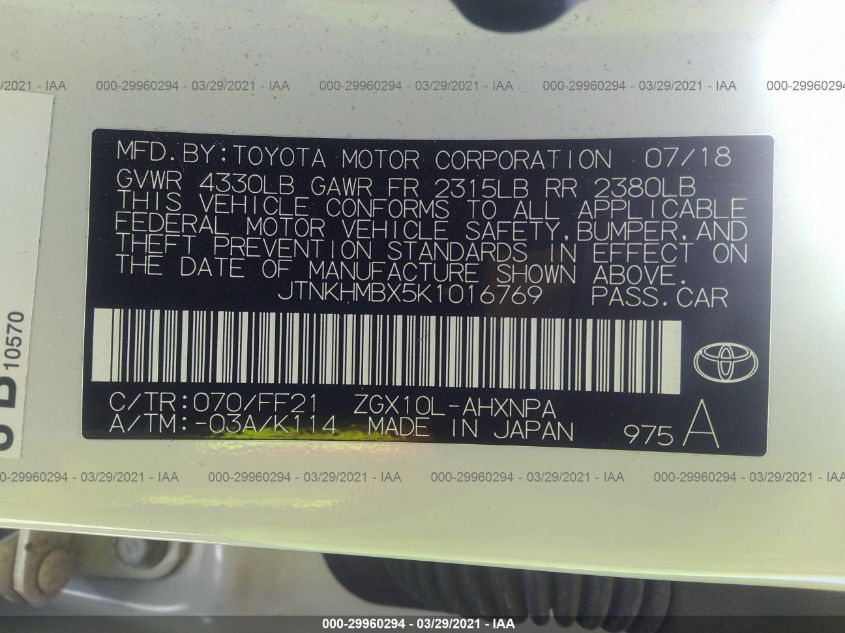 /29/2021 - IAA 000-29960294 - 03/29/2021 - IAA 000-29960294 - 03/29/2021 - IAA 000-29960294 - 03/29/2021 - IAA 000-2996029
MFD.BY:TOYOTA MOTOR CORPORATION 07/18
GVWR 4330LB GAWR FR 2315LB RR 2380LB
THIS VEHICLE CONFORMS TO ALL APPLICABLE
FEDERAL MOTOR VEHICLE SAFETY,BUMPER,AND
THEFT PREVENTION STANDARDS IN EFFECT ON
THE DATE OF MANUFACTURE SHOWN ABOVE.
JTNKHMBX5K1016769 PASS.CAR
10570
C/TR:070/FF21 ZGX10L-AHXNPA
A/TM:-03A/K114 MADE IN JAPAN 975 A
000-29960294 - 03/29/2021 - IAA 000-29960294 - 03/29/2021 - IAA 000-29960294 - 03/29/2021 - IAA 000-29960294 - 03/2
000-29960294 - 03/29/2021 - IAA